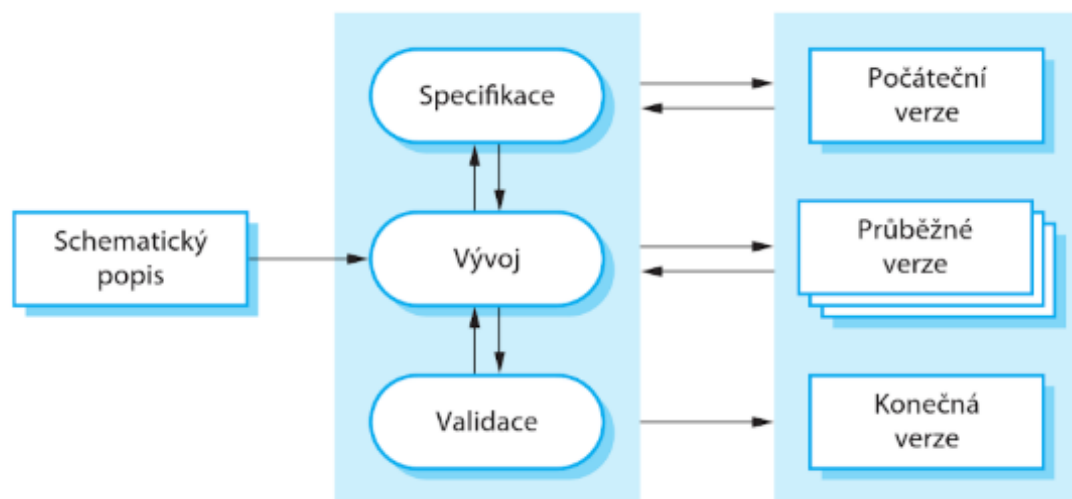 Specifikace
Počáteční
verze
Schematický
popis
Vývoj
Průběžné
verze
Validace
Konečná
verze